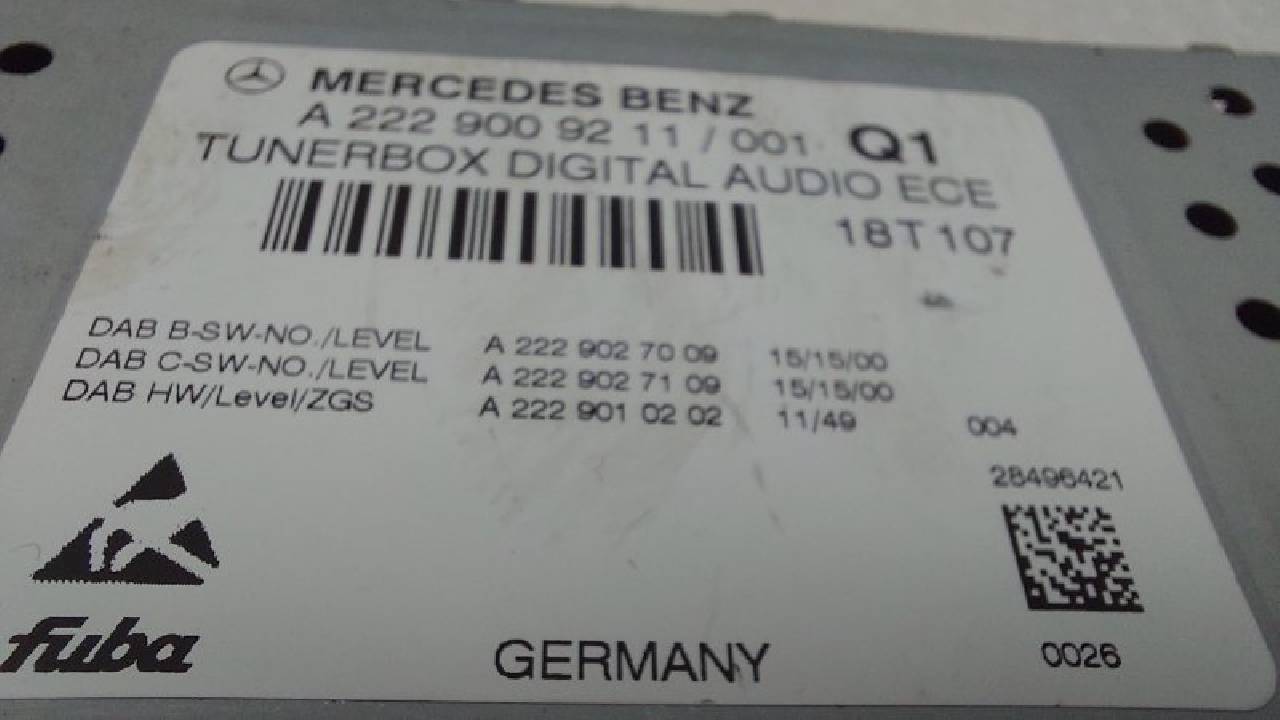 MERCEDES BENZ
A 222 900 92 11 / 001 Q1
TUNERBOX DIGITAL AUDIO ECE
18T107
DAB B-SW-NO./LEVEL A 222 902 70 09 15/15/00
DAB C-SW-NO./LEVEL A 222 902 71 09 15/15/00
DAB HW/Level/ZGS A 222 901 02 02 11/49 004
28496421
fuba
GERMANY
0026